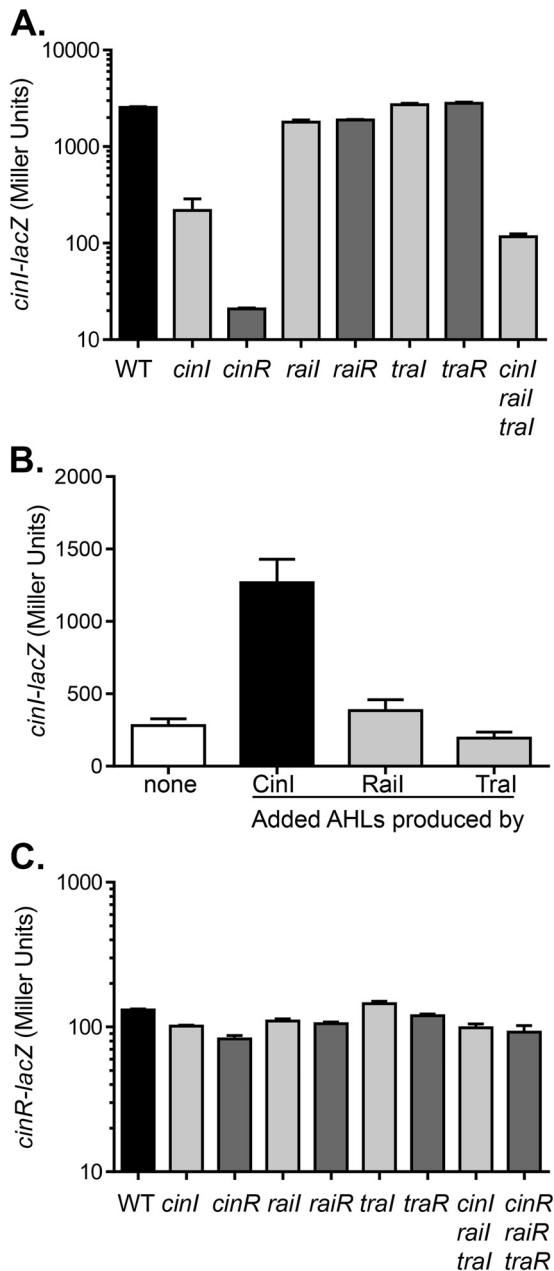 A.
cinI-lacZ (Miller Units)
10000
1000
100
10
WT cinI cinR raiI raiR traI traR cinI
raiI
traI
B.
cinI-lacZ (Miller Units)
2000
1500
1000
500
0
none CinI RaiI TraI
Added AHLs produced by
C.
cinR-lacZ (Miller Units)
1000
100
10
WT cinI cinR raiI raiR traI traR cinI cinR
raiI raiR
traI traR